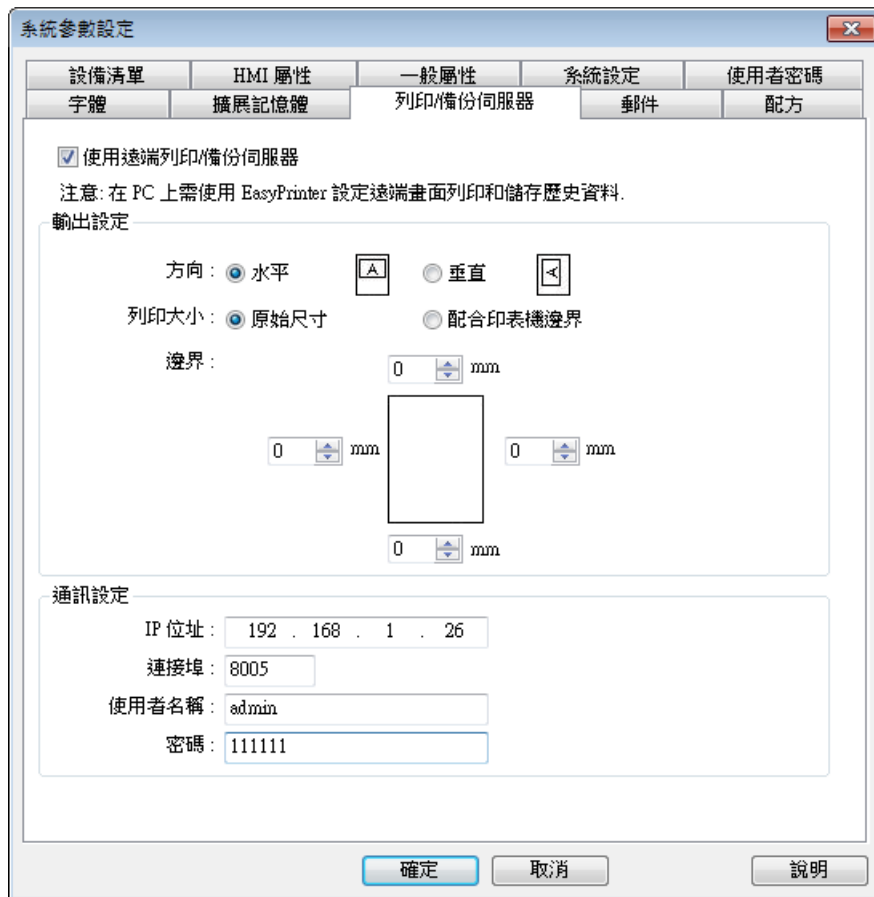 系統參數設定
設備清單 HMI 屬性 一般屬性 系統設定 使用者密碼
字體 擴展記憶體 列印/備份伺服器 郵件 配方
使用遠端列印/備份伺服器
注意: 在 PC 上需使用 EasyPrinter 設定遠端畫面列印和儲存歷史資料.
輸出設定
方向 : 水平 A 垂直 A
列印大小 : 原始尺寸 配合印表機邊界
邊界 :
0 mm
0 mm 0 mm
0 mm
通訊設定
IP 位址 : 192 . 168 . 1 . 26
連接埠 : 8005
使用者名稱 : admin
密碼 : 111111
確定 取消 說明